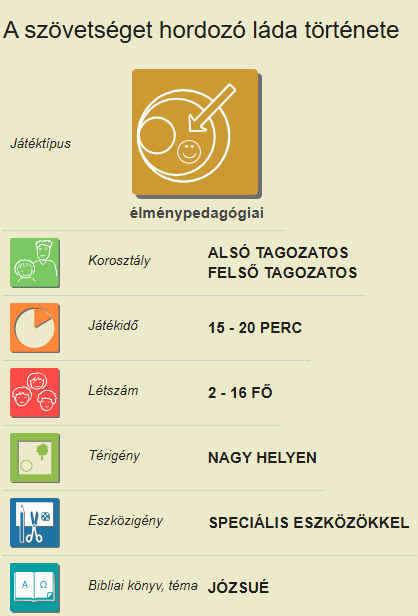 A szövetséget hordozó láda története
Játéktípus
élménypedagógiai
Korosztály
ALSÓ TAGOZATOS
FELSŐ TAGOZATOS
Játékidő
15 - 20 PERC
Létszám
2 - 16 FŐ
Térigény
NAGY HELYEN
Eszközigény
SPECIÁLIS ESZKÖZÖKKEL
Α Ω
Bibliai könyv, téma
JÓZSUÉ